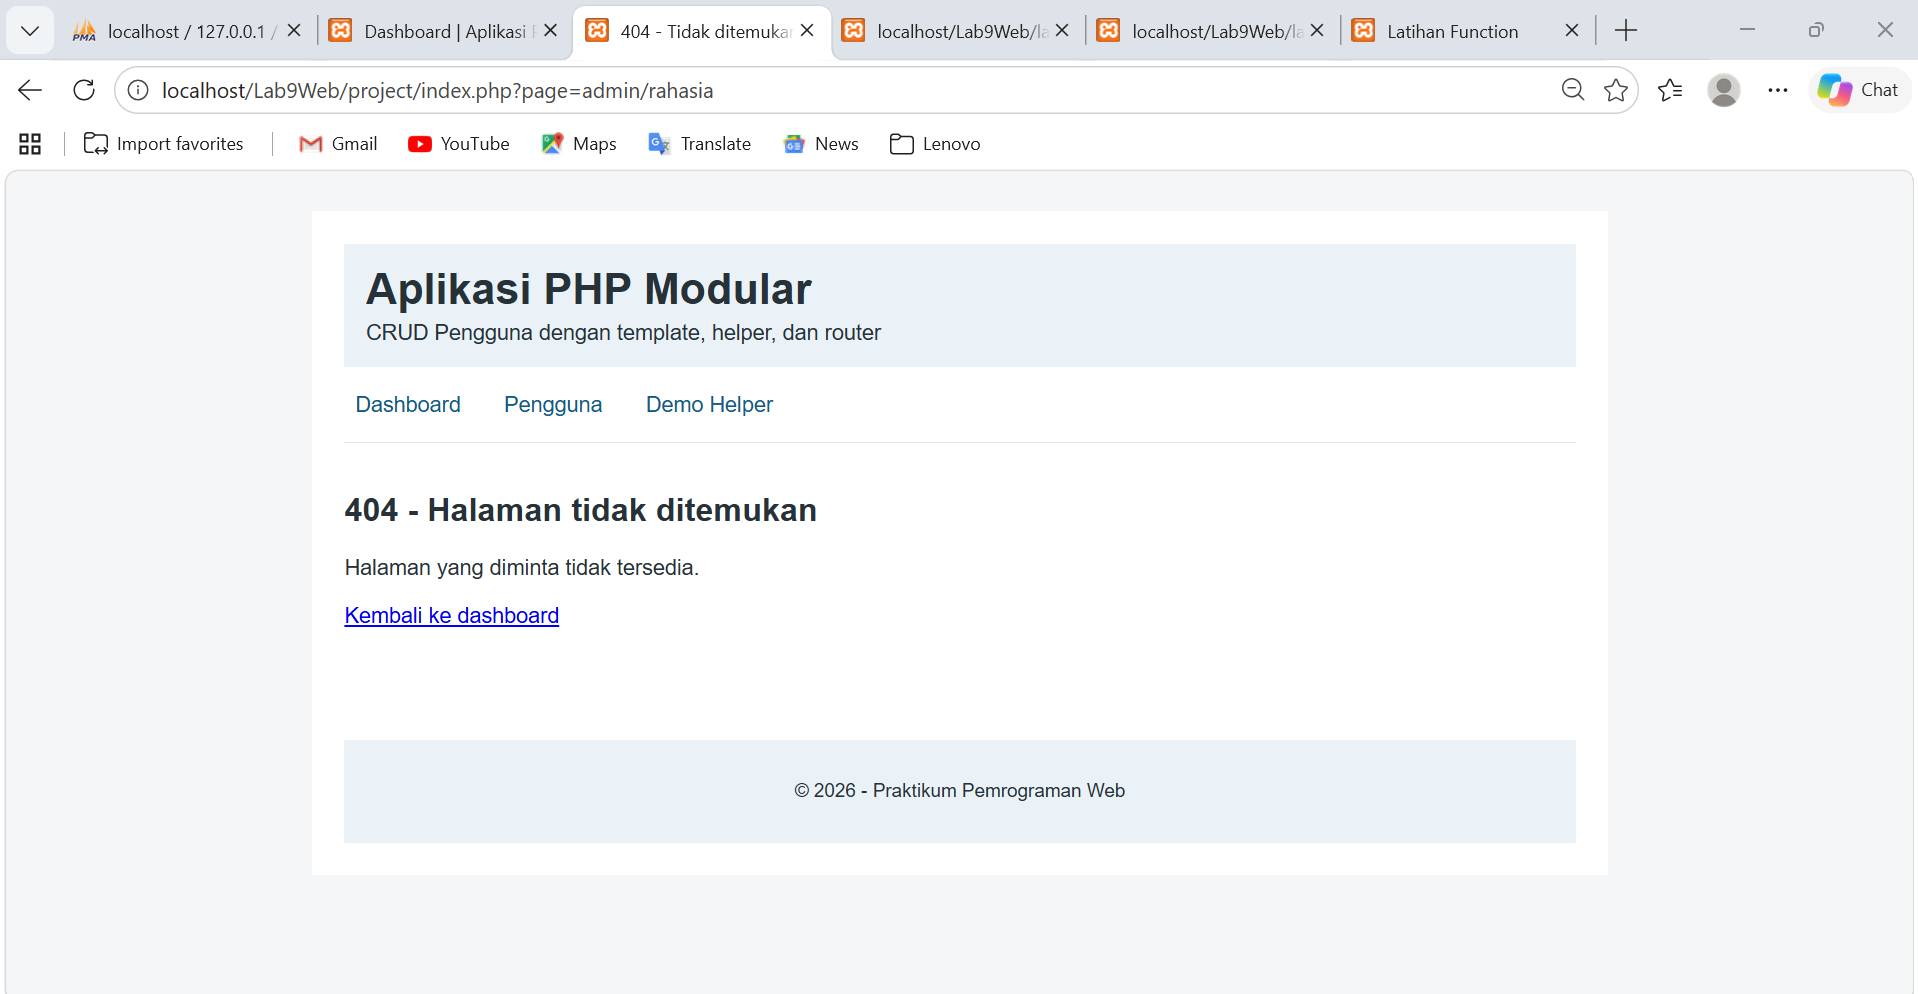 localhost / 127.0.0.1 /
Dashboard | Aplikasi
404 - Tidak ditemukan
localhost/Lab9Web/la
localhost/Lab9Web/la
Latihan Function
localhost/Lab9Web/project/index.php?page=admin/rahasia
Chat
Import favorites
Gmail
YouTube
Maps
Translate
News
Lenovo
Aplikasi PHP Modular
CRUD Pengguna dengan template, helper, dan router
Dashboard
Pengguna
Demo Helper
404 - Halaman tidak ditemukan
Halaman yang diminta tidak tersedia.
Kembali ke dashboard
© 2026 - Praktikum Pemrograman Web